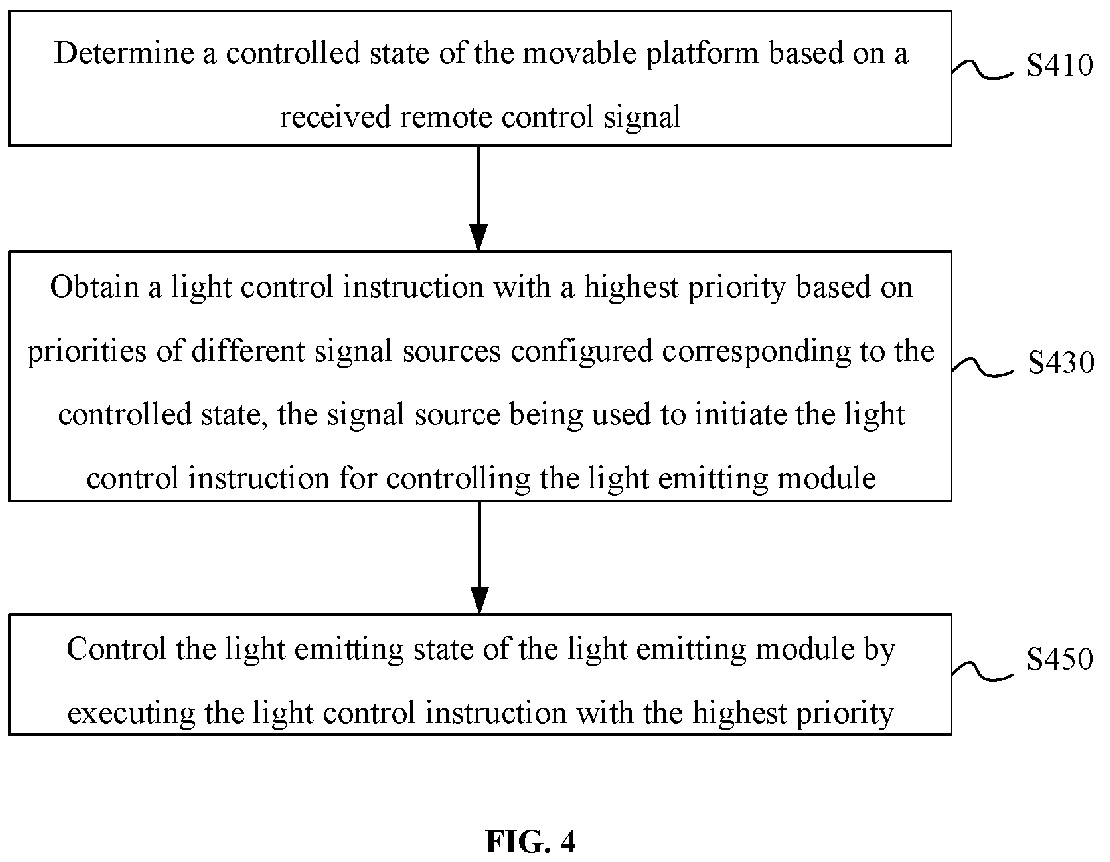 Determine a controlled state of the movable platform based on a
received remote control signal
S410
Obtain a light control instruction with a highest priority based on
priorities of different signal sources configured corresponding to the
controlled state, the signal source being used to initiate the light
control instruction for controlling the light emitting module
S430
Control the light emitting state of the light emitting module by
executing the light control instruction with the highest priority
S450
FIG. 4